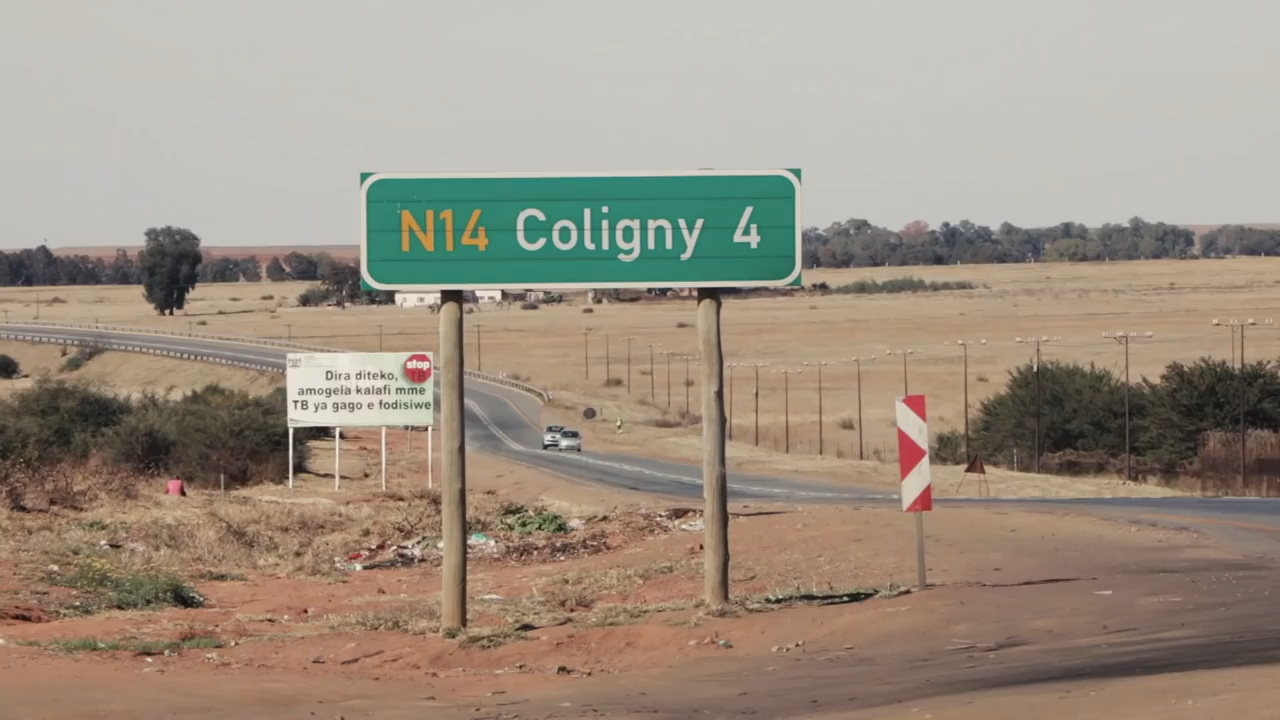 N14 Coligny 4
stop
TB
Dira diteko,
amogela kalafi mme
TB ya gago e fodisiwe